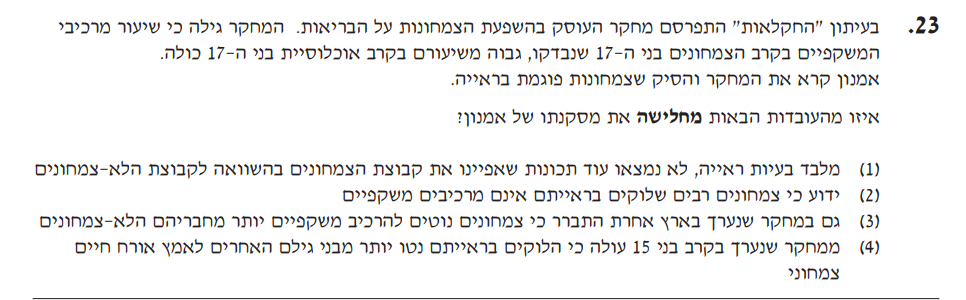 23. בעיתון "החקלאות" התפרסם מחקר העוסק בהשפעת הצמחונות על הבריאות. המחקר גילה כי שיעור מרכיבי
המשקפיים בקרב הצמחונים בני ה-17 שנבדקו, גבוה משיעורם בקרב אוכלוסיית בני ה-17 כולה.
אמנון קרא את המחקר והסיק שצמחונות פוגמת בראייה.
איזו מהעובדות הבאות מחלישה את מסקנתו של אמנון?
(1) מלבד בעיות ראייה, לא נמצאו עוד תכונות שאפיינו את קבוצת הצמחונים בהשוואה לקבוצת הלא-צמחונים
(2) ידוע כי צמחונים רבים שלוקים בראייתם אינם מרכיבים משקפיים
(3) גם במחקר שנערך בארץ אחרת התברר כי צמחונים נוטים להרכיב משקפיים יותר מחבריהם הלא-צמחונים
(4) ממחקר שנערך בקרב בני 15 עולה כי הלוקים בראייתם נטו יותר מבני גילם האחרים לאמץ אורח חיים
צמחוני